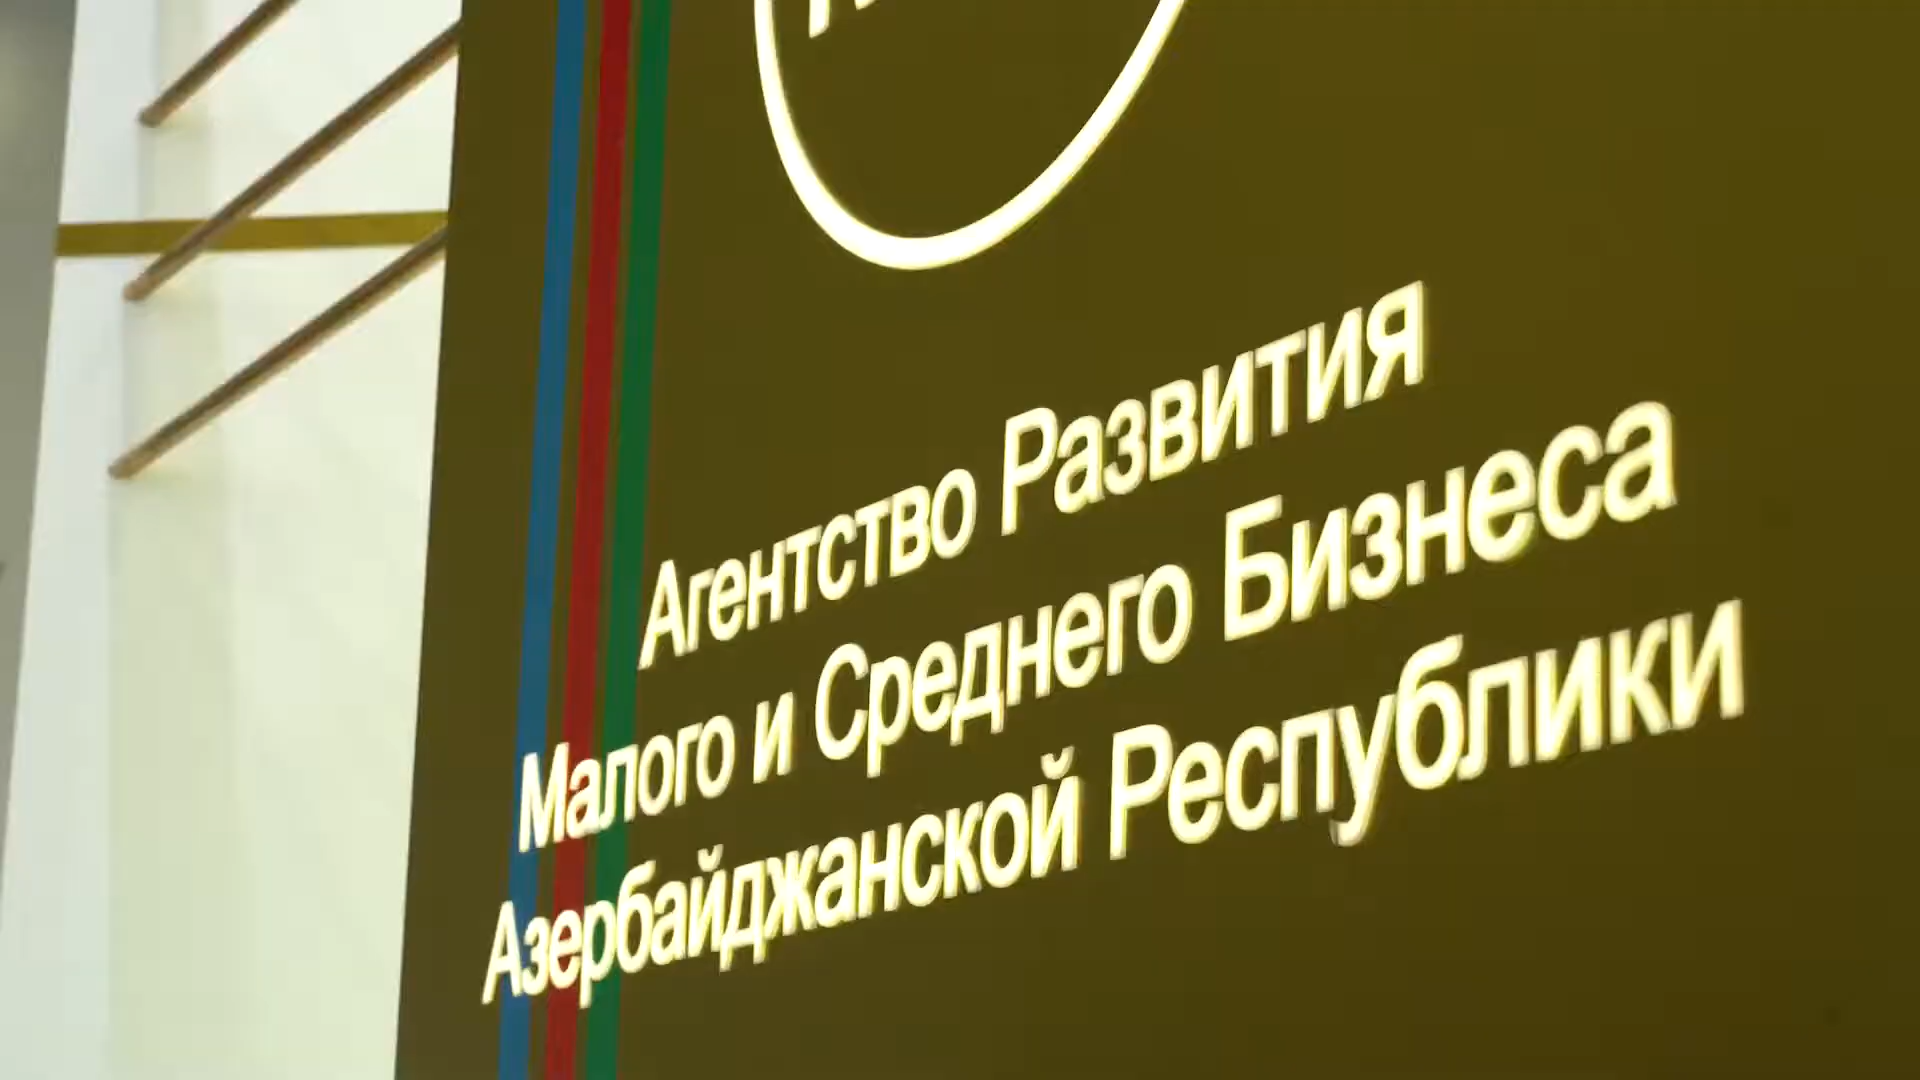 Агентство Развития
Малого и Среднего Бизнеса
Азербайджанской Республики